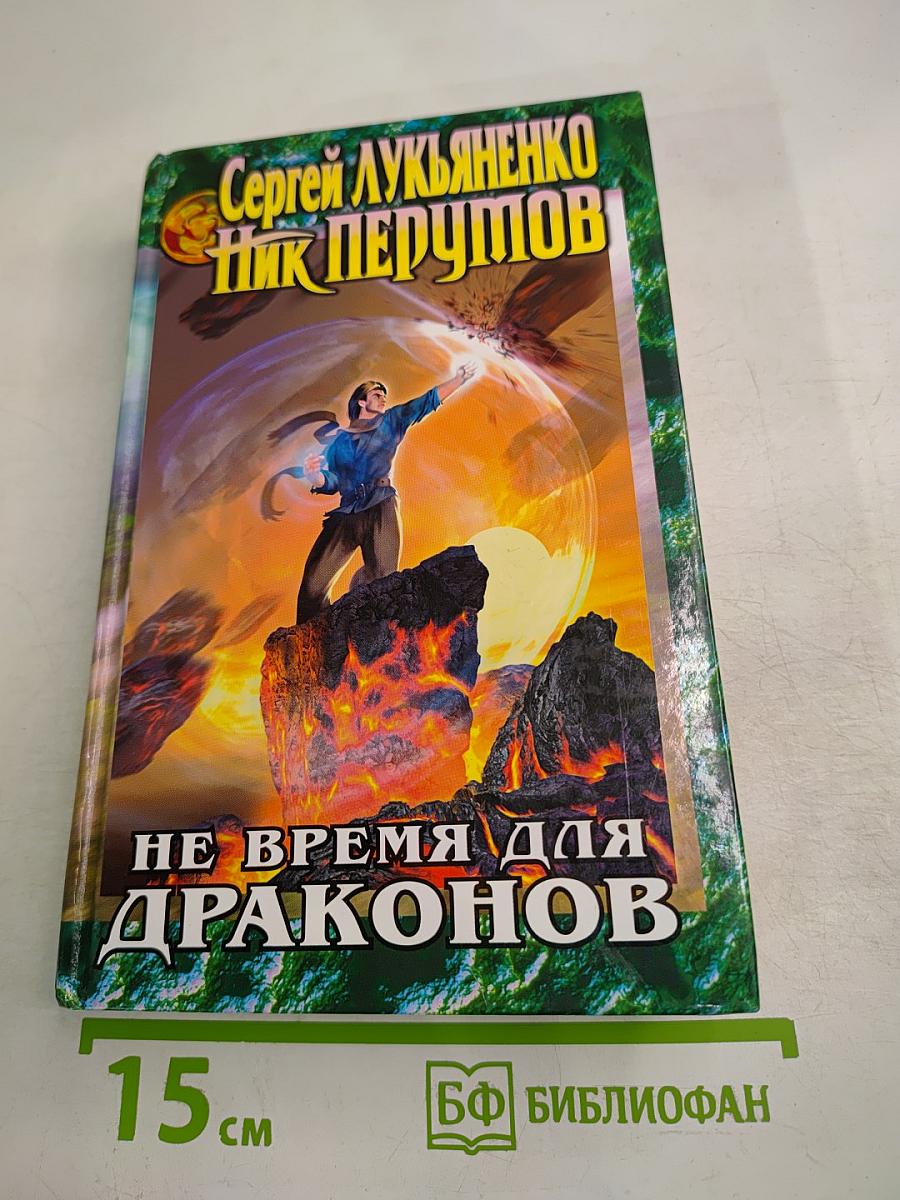 Сергей ЛУКЬЯНЕНКО
Ник ПЕРУМОВ
НЕ ВРЕМЯ ДЛЯ
ДРАКОНОВ
15 см
БФ БИБЛИОФАН